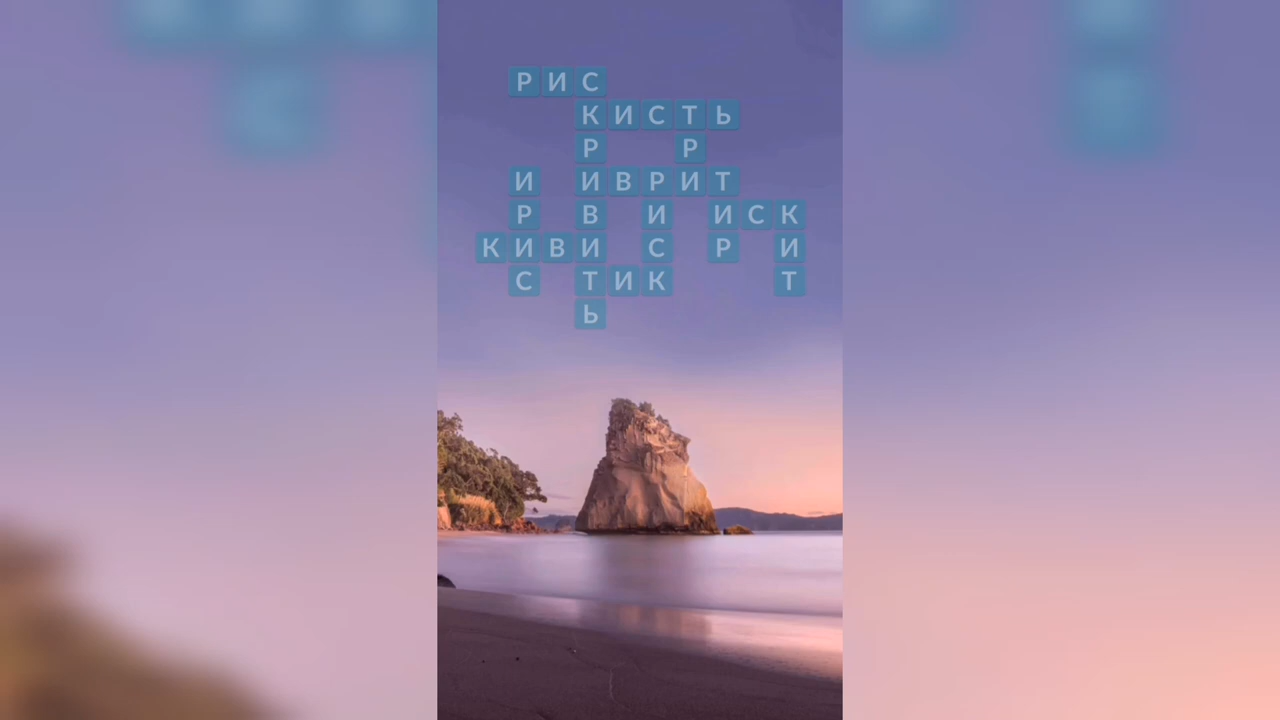 РИС
КИСТЬ
Р Р
И ИВРИТ
Р В И ИСК
КИВИ С Р И
С ТИК Т
Ь